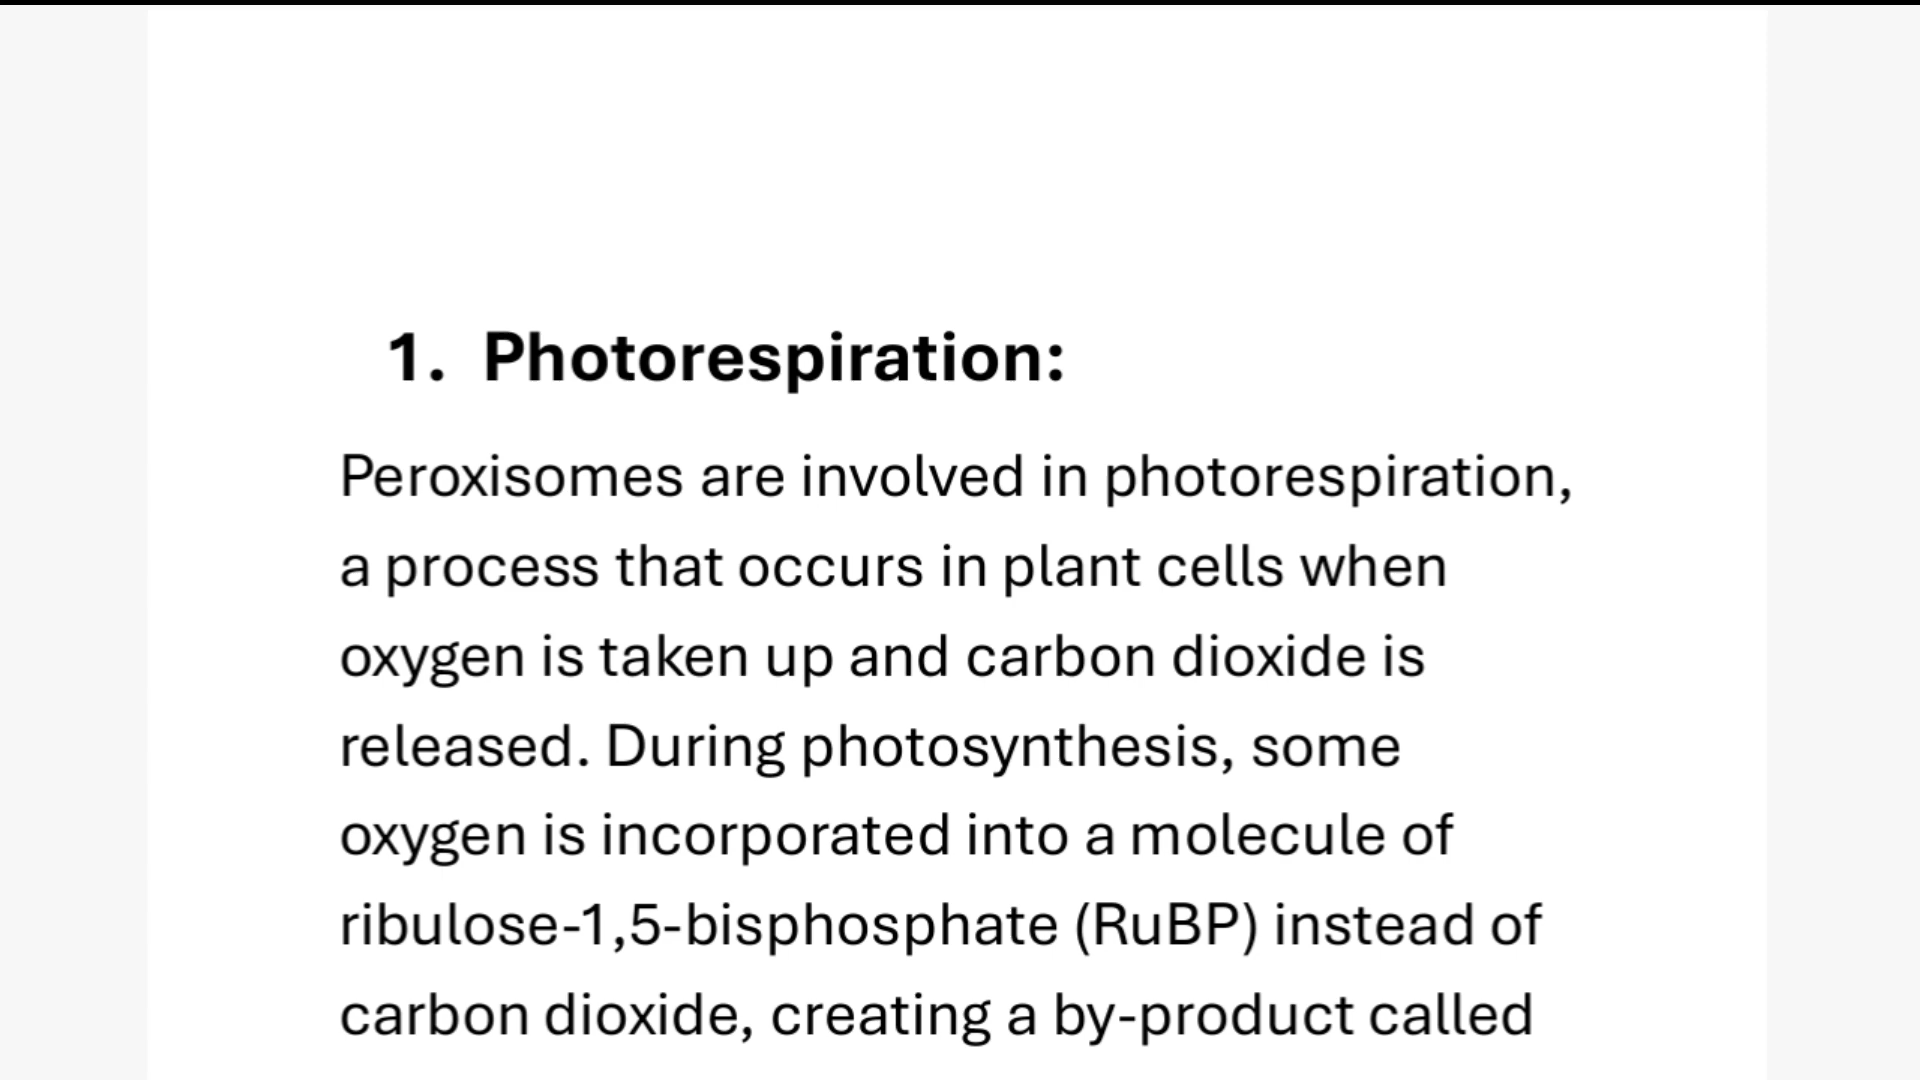 1. Photorespiration:
Peroxisomes are involved in photorespiration,
a process that occurs in plant cells when
oxygen is taken up and carbon dioxide is
released. During photosynthesis, some
oxygen is incorporated into a molecule of
ribulose-1,5-bisphosphate (RuBP) instead of
carbon dioxide, creating a by-product called